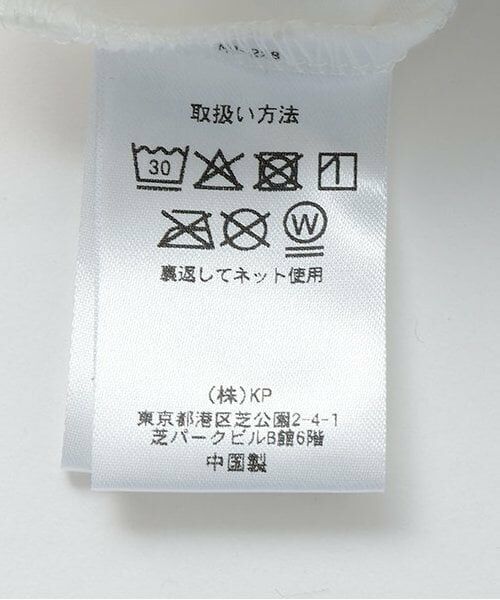 取扱い方法
30
W
裏返してネット使用
(株)KP
東京都港区芝公園2-4-1
芝パークビルB館6階
中国製